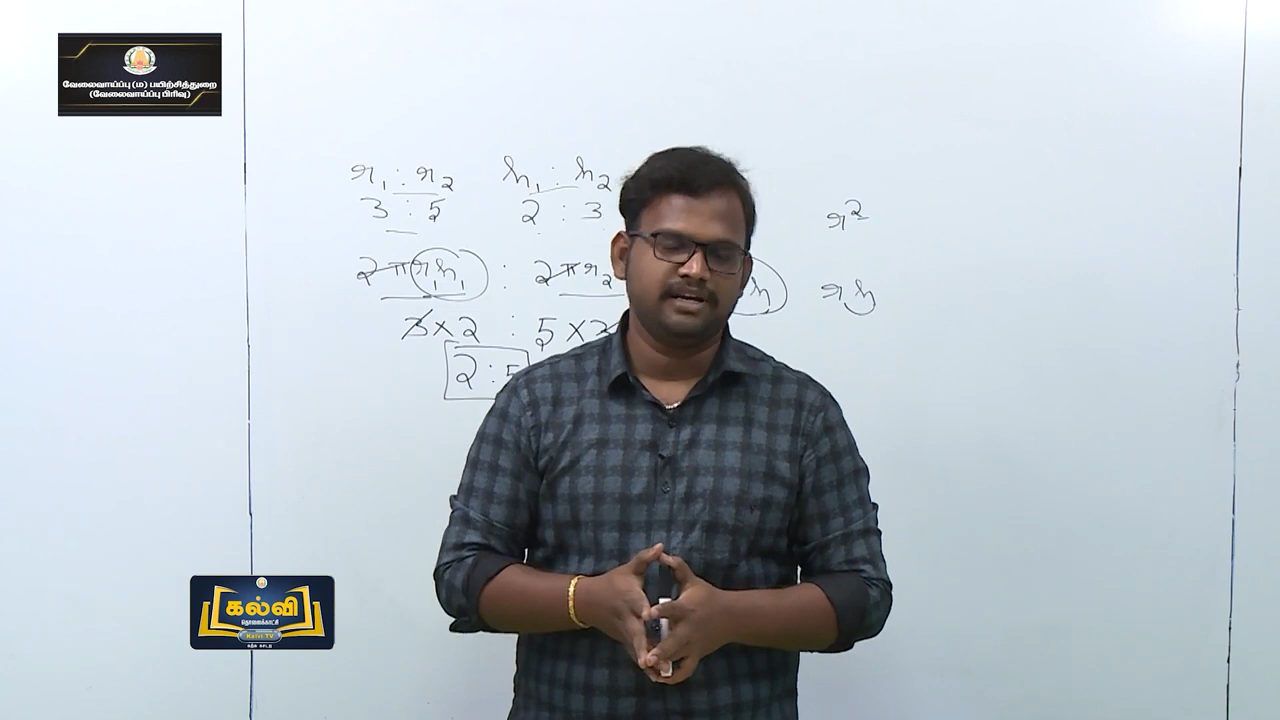 வேலைவாய்ப்பு (ம) பயிற்சித்துறை
(வேலைவாய்ப்பு பிரிவு)
r₁ : r₂ h₁ : h₂
3 : 5 2 : 3
r²
2πr₁h₁ : 2πr₂ h
rh
3×2 : 5×3
2 : 5
கல்வி
தொலைக்காட்சி
Kalvi TV